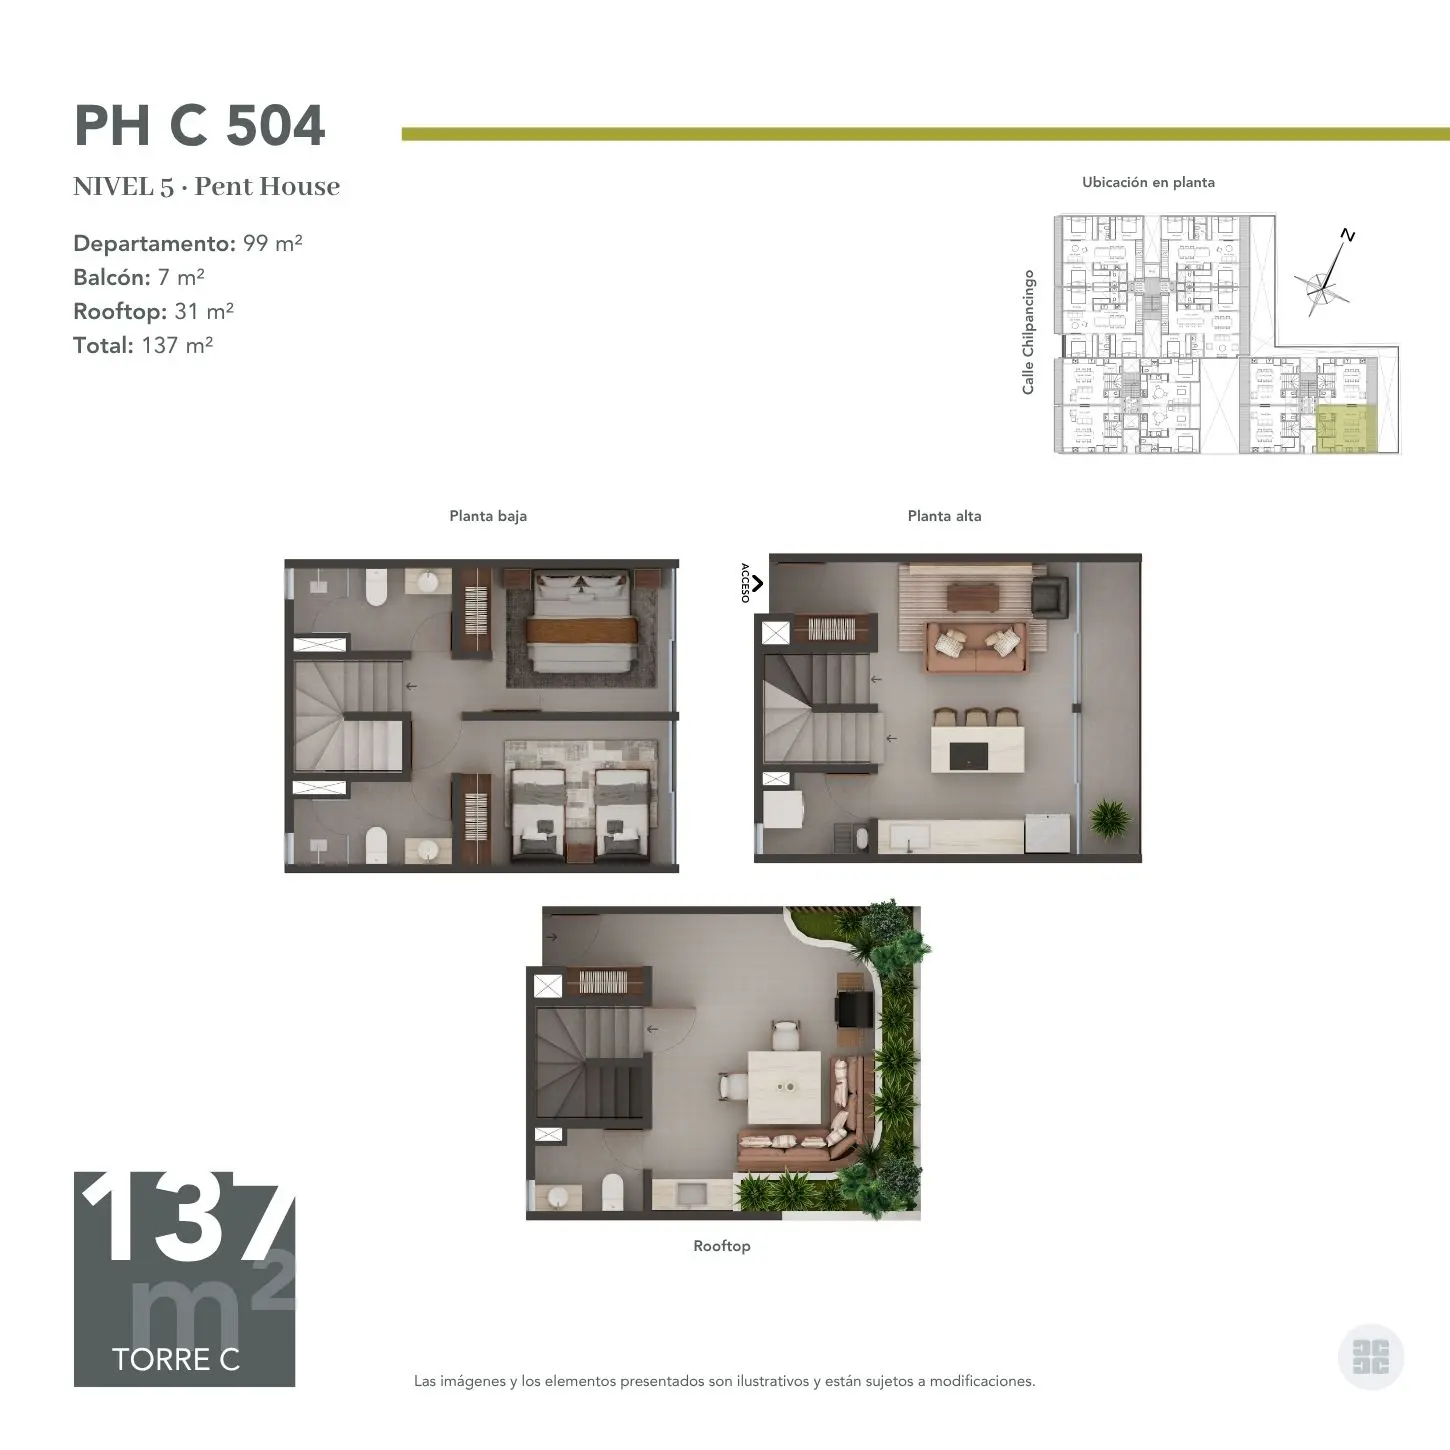 PH C 504
NIVEL 5 · Pent House
Departamento: 99 m²
Balcón: 7 m²
Rooftop: 31 m²
Total: 137 m²
Ubicación en planta
N
Calle Chilpancingo
Planta baja
Planta alta
ACCESO
Rooftop
137
m²
TORRE C
Las imágenes y los elementos presentados son ilustrativos y están sujetos a modificaciones.